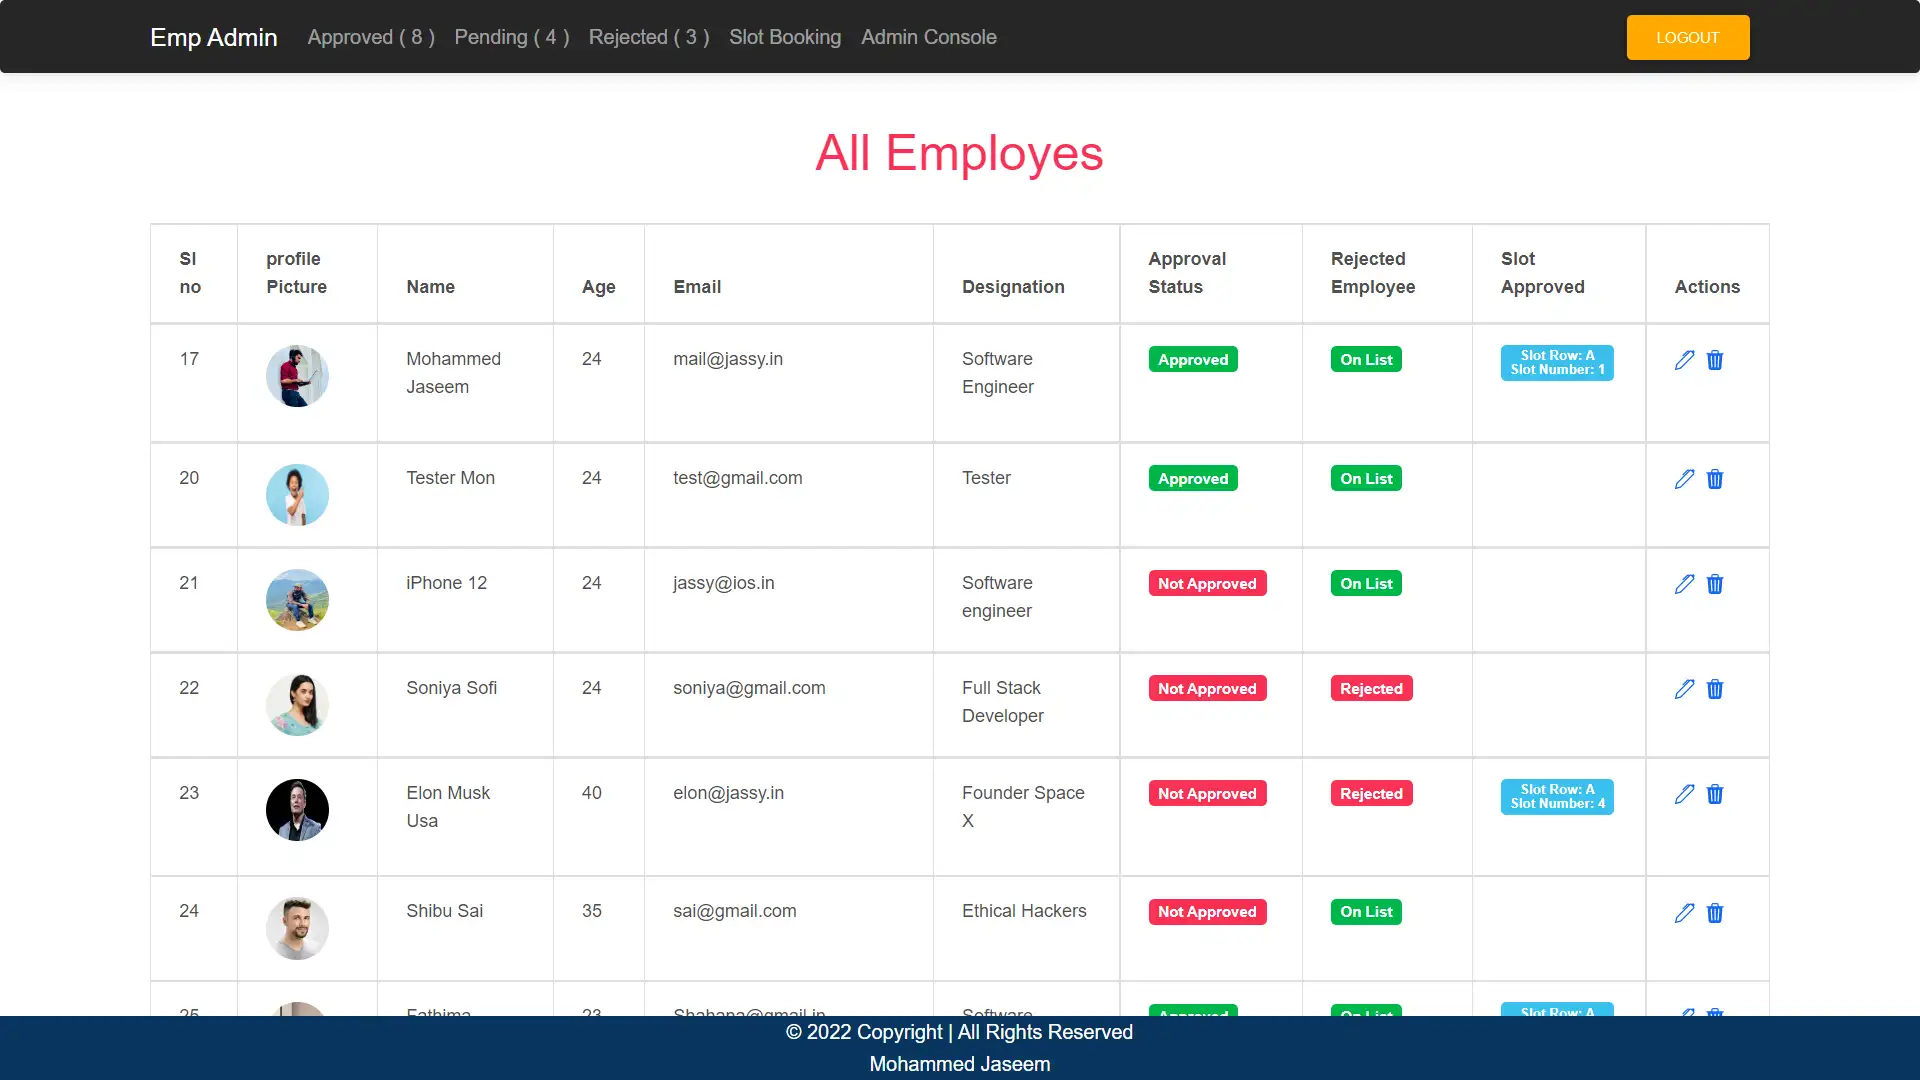 Emp Admin Approved ( 8 ) Pending ( 4 ) Rejected ( 3 ) Slot Booking Admin Console LOGOUT
All Employes
Sl no profile Picture Name Age Email Designation Approval Status Rejected Employee Slot Approved Actions
17 Mohammed Jaseem 24 mail@jassy.in Software Engineer Approved On List Slot Row: A Slot Number: 1
20 Tester Mon 24 test@gmail.com Tester Approved On List
21 iPhone 12 24 jassy@ios.in Software engineer Not Approved On List
22 Soniya Sofi 24 soniya@gmail.com Full Stack Developer Not Approved Rejected
23 Elon Musk Usa 40 elon@jassy.in Founder Space X Not Approved Rejected Slot Row: A Slot Number: 4
24 Shibu Sai 35 sai@gmail.com Ethical Hackers Not Approved On List
25 Fathima 23 Shahana@gmail.in Software Approved On List Slot Row: A
© 2022 Copyright | All Rights Reserved
Mohammed Jaseem